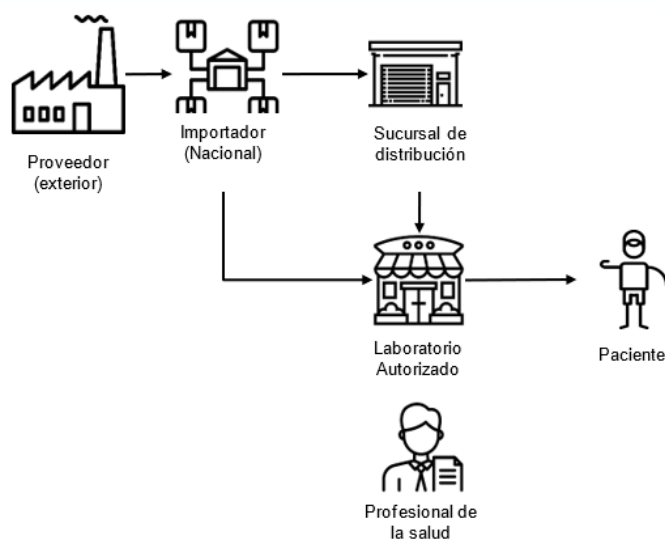 Proveedor
(exterior)
Importador
(Nacional)
Sucursal de
distribución
Laboratorio
Autorizado
Paciente
Profesional de
la salud